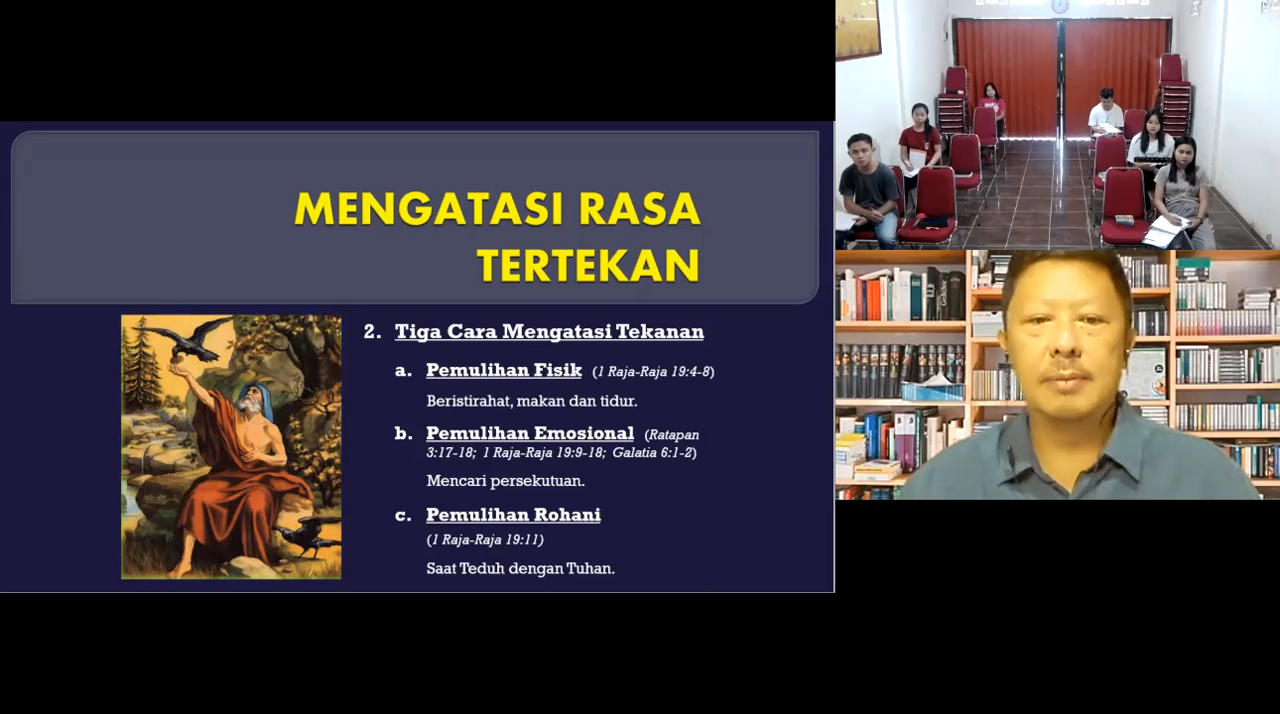 MENGATASI RASA
TERTEKAN
2. Tiga Cara Mengatasi Tekanan
a. Pemulihan Fisik (1 Raja-Raja 19:4-8)
Beristirahat, makan dan tidur.
b. Pemulihan Emosional (Ratapan
3:17-18; 1 Raja-Raja 19:9-18; Galatia 6:1-2)
Mencari persekutuan.
c. Pemulihan Rohani
(1 Raja-Raja 19:11)
Saat Teduh dengan Tuhan.